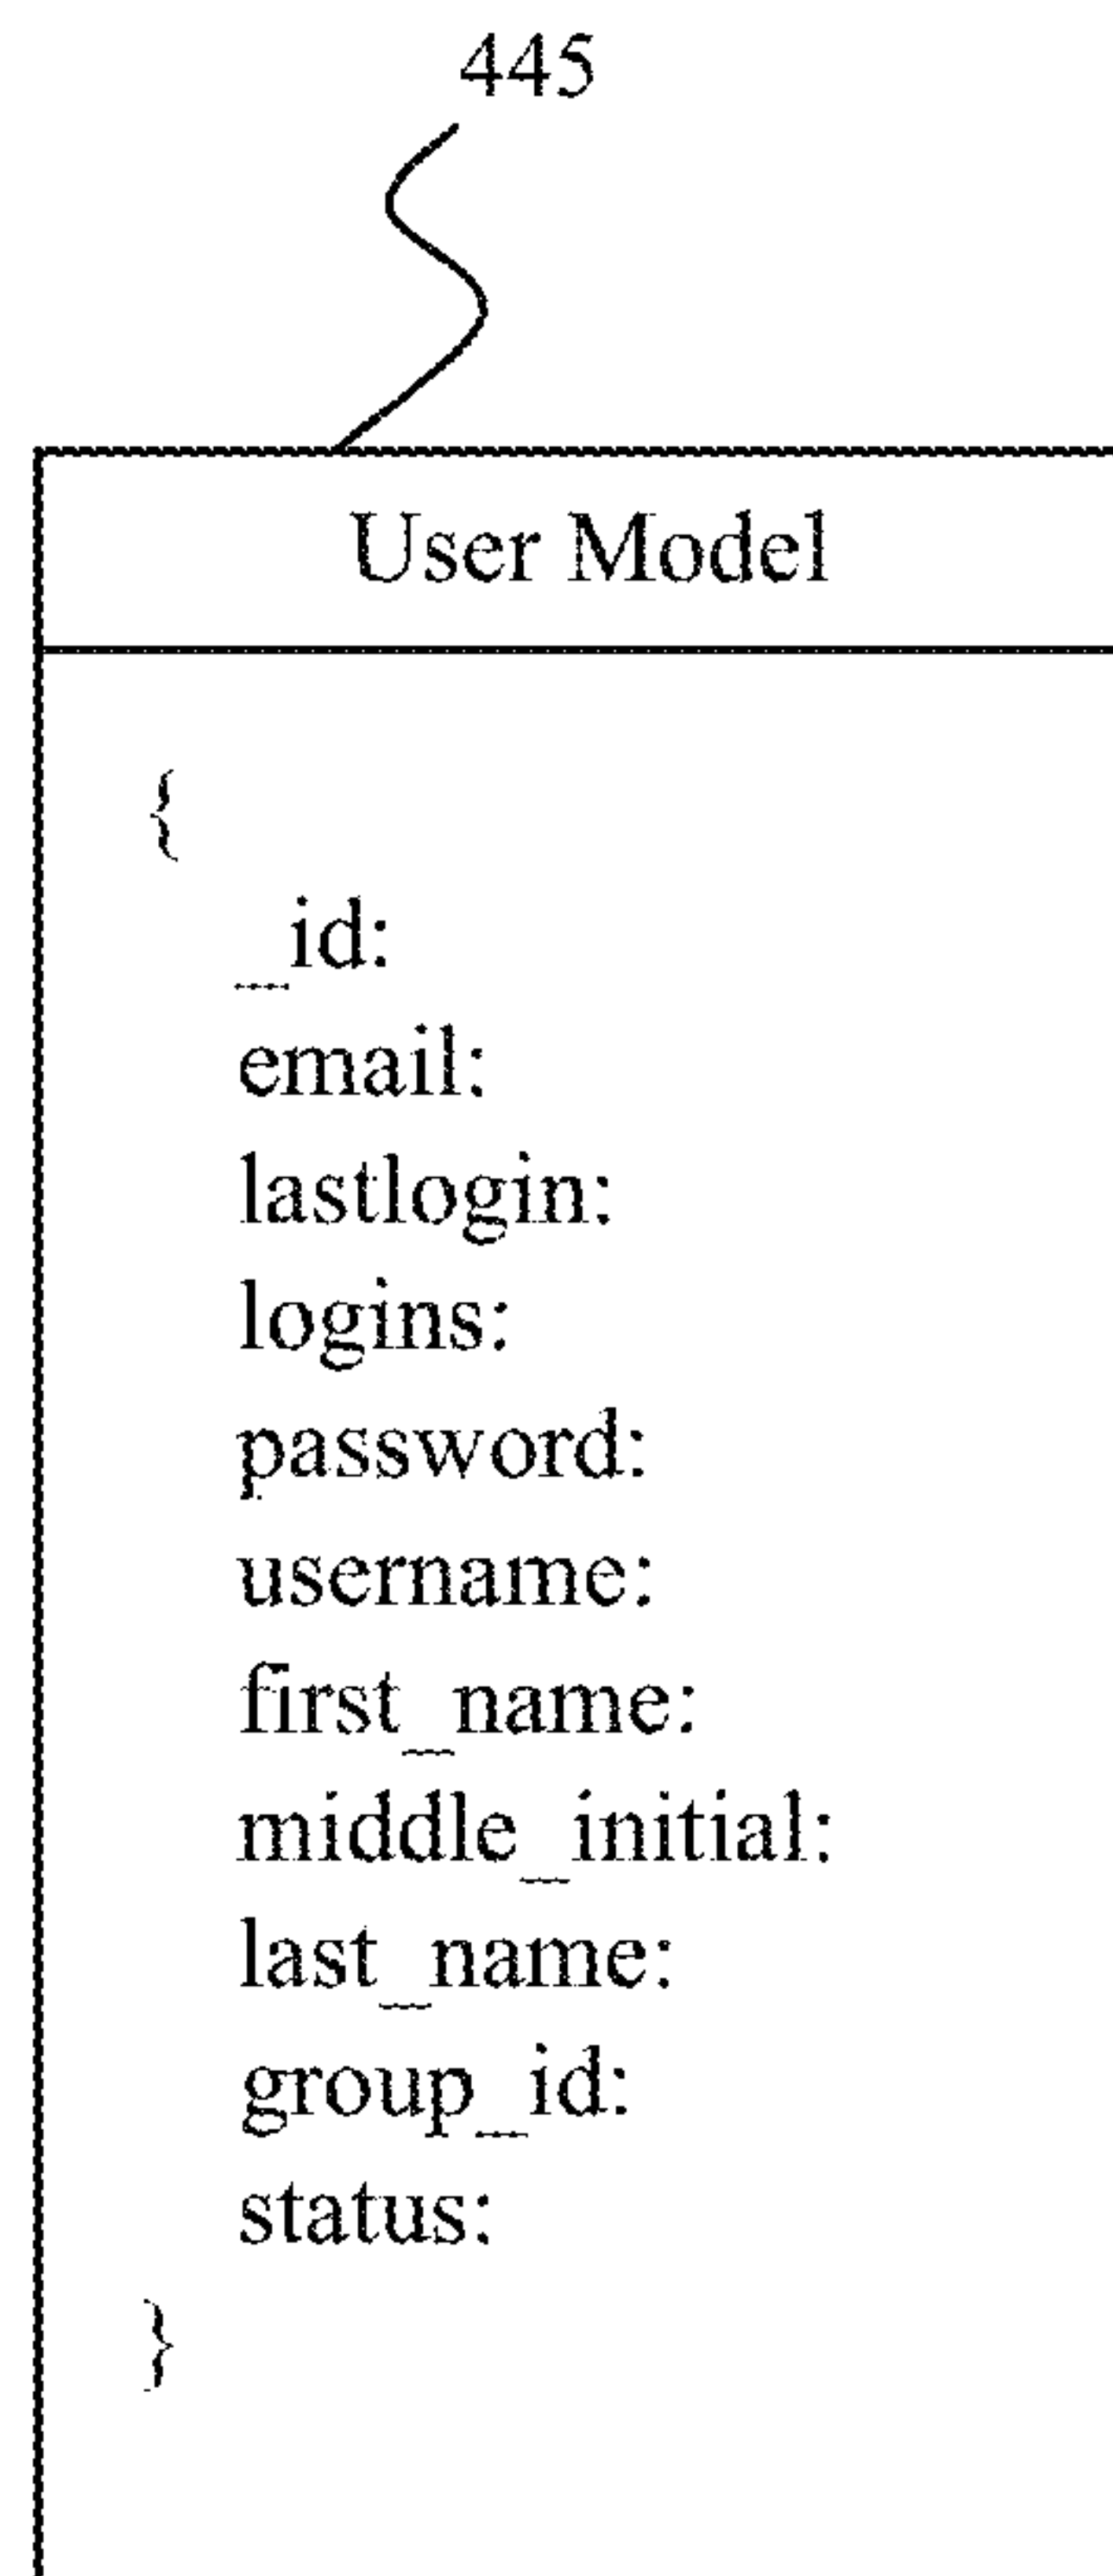 445
User Model
{
_id:
email:
lastlogin:
logins:
password:
username:
first_name:
middle_initial:
last_name:
group_id:
status:
}